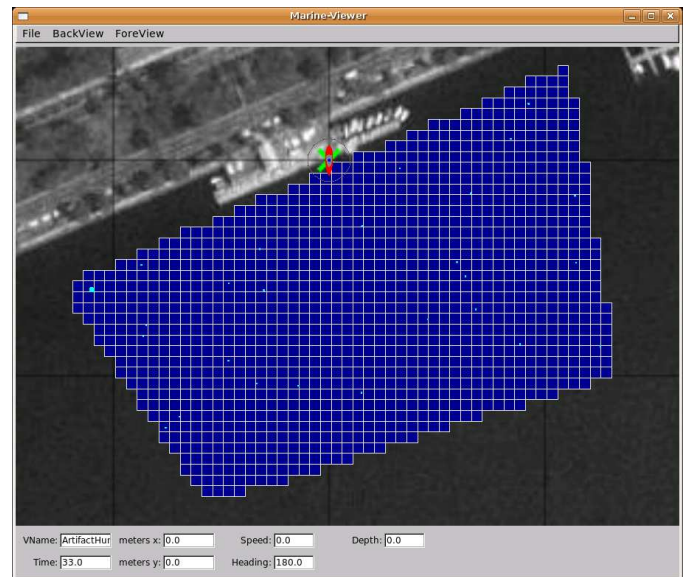 Marine-Viewer
File BackView ForeView
VName: ArtifactHur meters x: 0.0 Speed: 0.0 Depth: 0.0
Time: 33.0 meters y: 0.0 Heading: 180.0